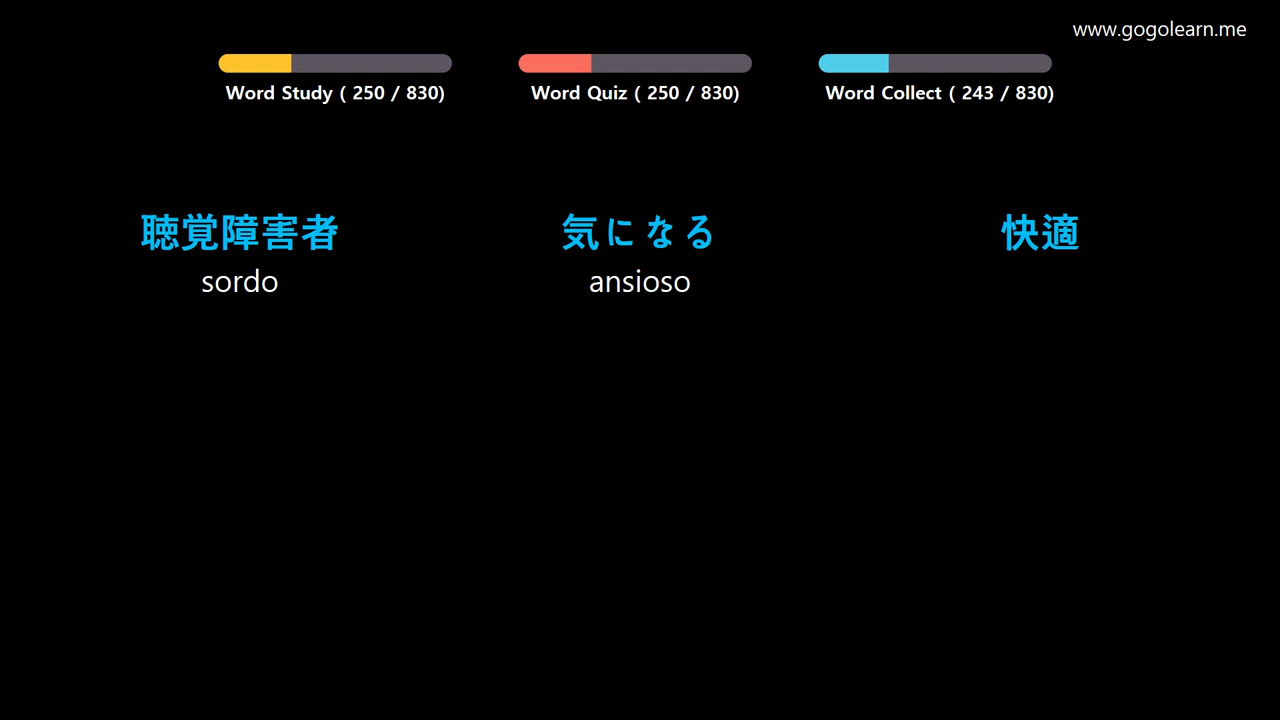 www.gogolearn.me
Word Study ( 250 / 830)
Word Quiz ( 250 / 830)
Word Collect ( 243 / 830)
聴覚障害者
sordo
気になる
ansioso
快適